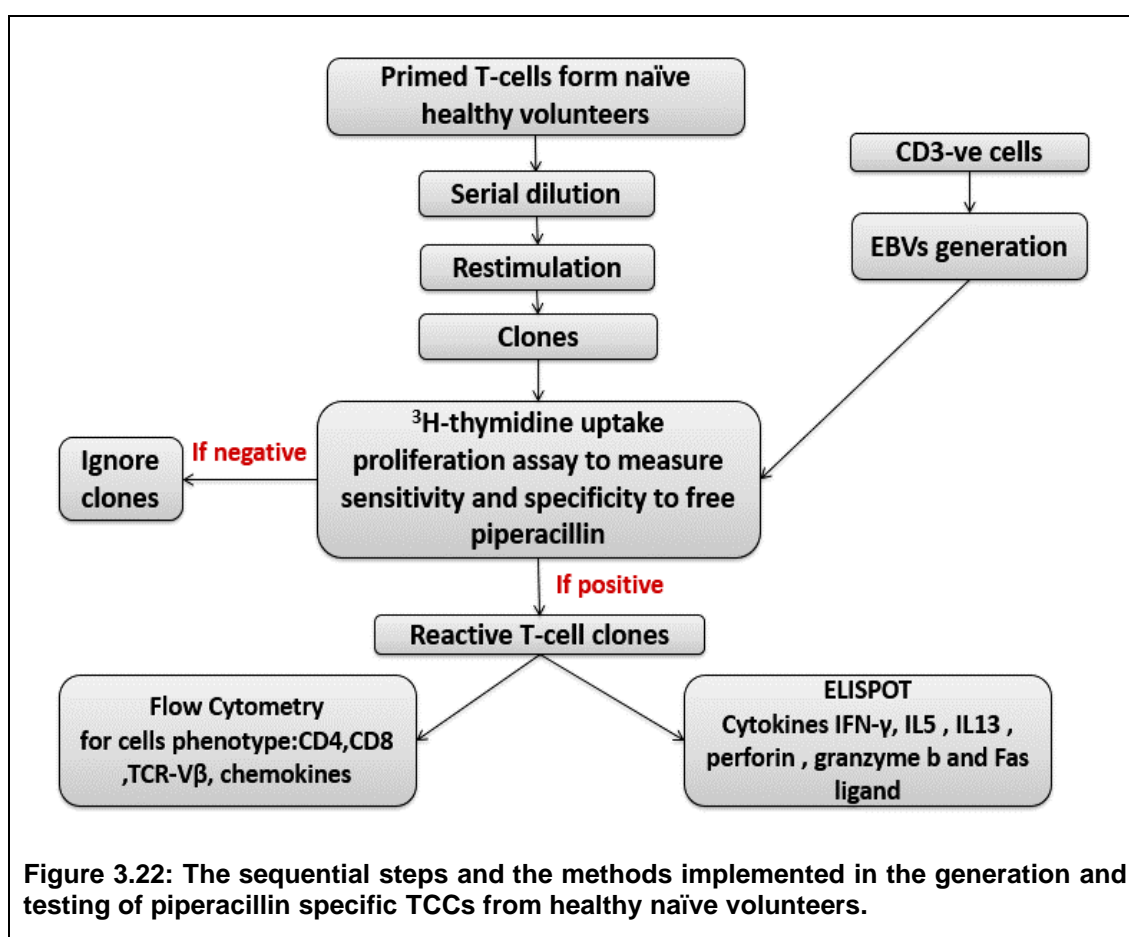 Primed T-cells form naïve
healthy volunteers
CD3-ve cells
Serial dilution
EBVs generation
Restimulation
Clones
³H-thymidine uptake
proliferation assay to measure
sensitivity and specificity to free
piperacillin
If negative
Ignore
clones
If positive
Reactive T-cell clones
Flow Cytometry
for cells phenotype:CD4,CD8
,TCR-Vβ, chemokines
ELISPOT
Cytokines IFN-γ, IL5 , IL13 ,
perforin , granzyme b and Fas
ligand
Figure 3.22: The sequential steps and the methods implemented in the generation and
testing of piperacillin specific TCCs from healthy naïve volunteers.